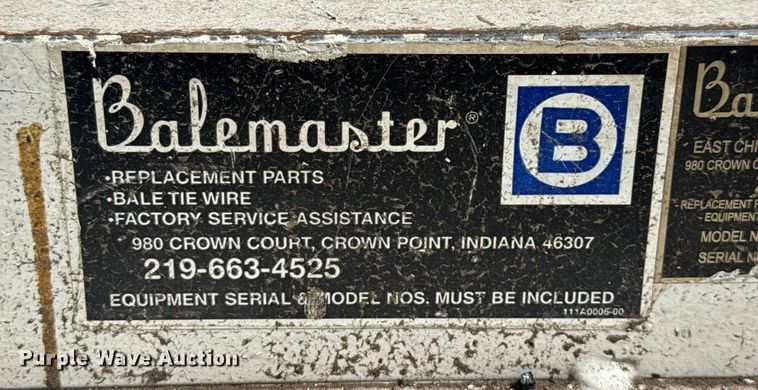 Balemaster®
B
•REPLACEMENT PARTS
•BALE TIE WIRE
•FACTORY SERVICE ASSISTANCE
980 CROWN COURT, CROWN POINT, INDIANA 46307
219-663-4525
EQUIPMENT SERIAL & MODEL NOS. MUST BE INCLUDED
111A0006-00
Ba
EAST CHI
980 CROWN
•REPLACEMENT
•EQUIPMENT
MODEL N
SERIAL N
Purple Wave Auction